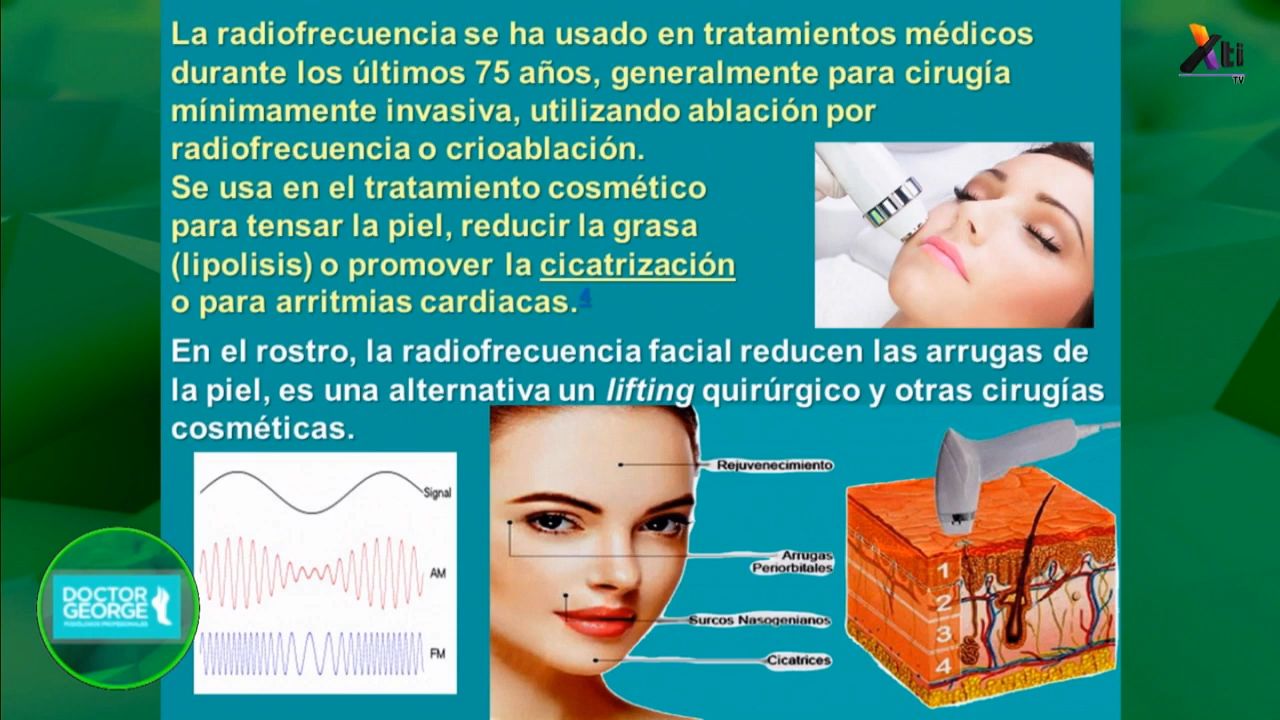 La radiofrecuencia se ha usado en tratamientos médicos
durante los últimos 75 años, generalmente para cirugía
mínimamente invasiva, utilizando ablación por
radiofrecuencia o crioablación.
Se usa en el tratamiento cosmético
para tensar la piel, reducir la grasa
(lipolisis) o promover la cicatrización
o para arritmias cardiacas.4
En el rostro, la radiofrecuencia facial reducen las arrugas de
la piel, es una alternativa un lifting quirúrgico y otras cirugías
cosméticas.
Signal
AM
FM
Rejuvenecimiento
Arrugas
Periorbitales
Surcos Nasogenianos
Cicatrices
1
2
3
4
DOCTOR
GEORGE
Xti
TV